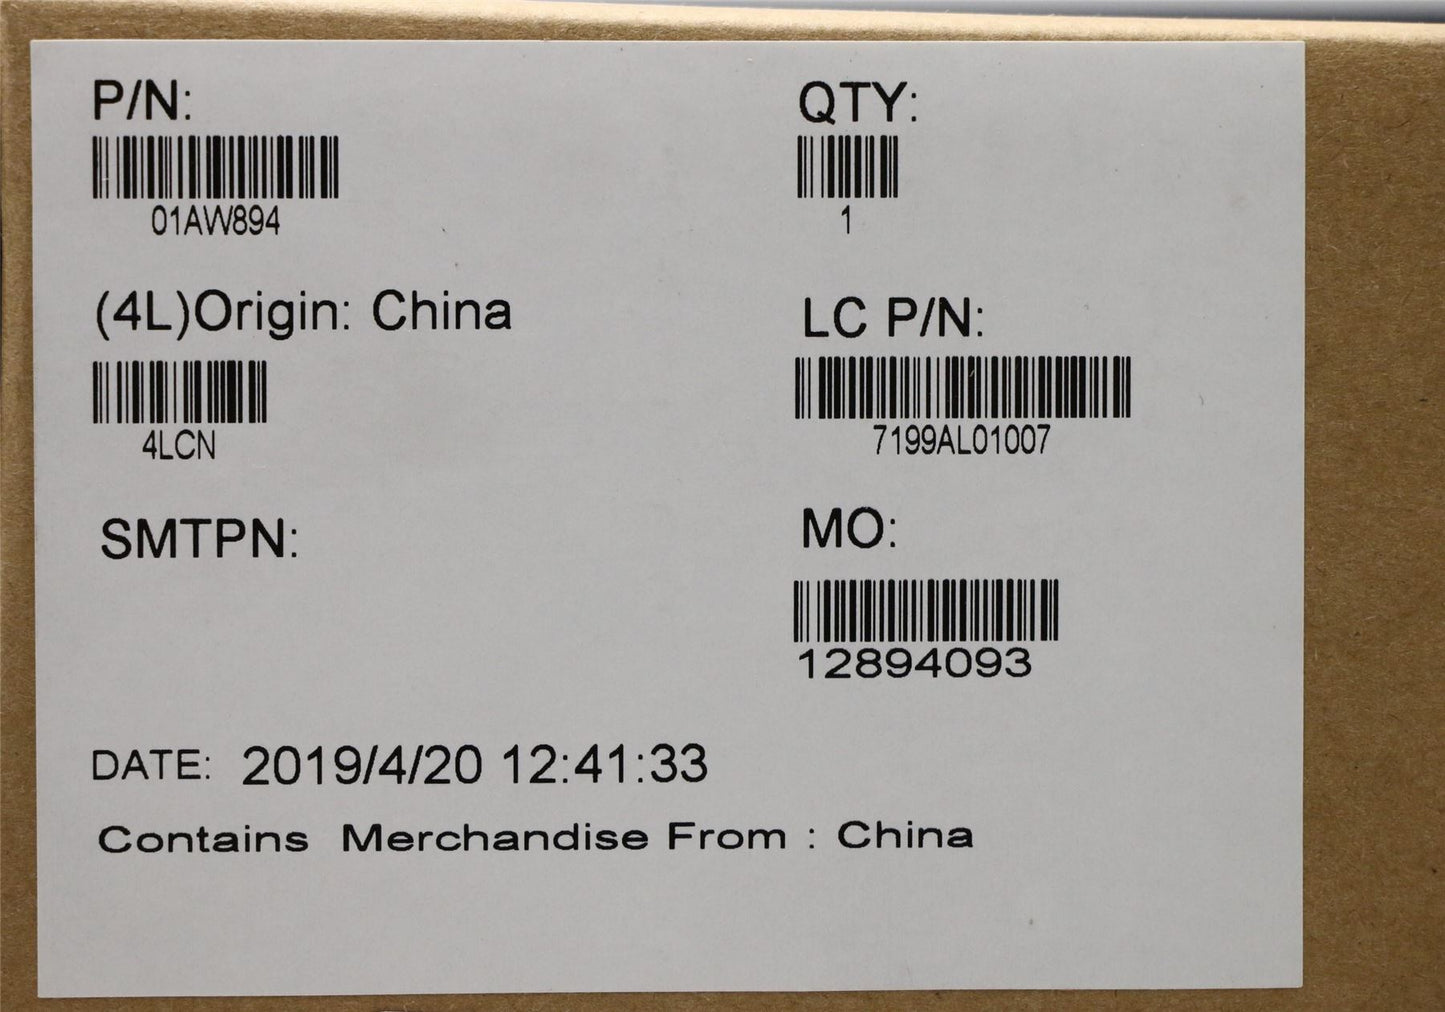 P/N:
01AW894
QTY:
1
(4L)Origin: China
4LCN
LC P/N:
7199AL01007
SMTPN:
MO:
12894093
DATE: 2019/4/20 12:41:33
Contains Merchandise From : China